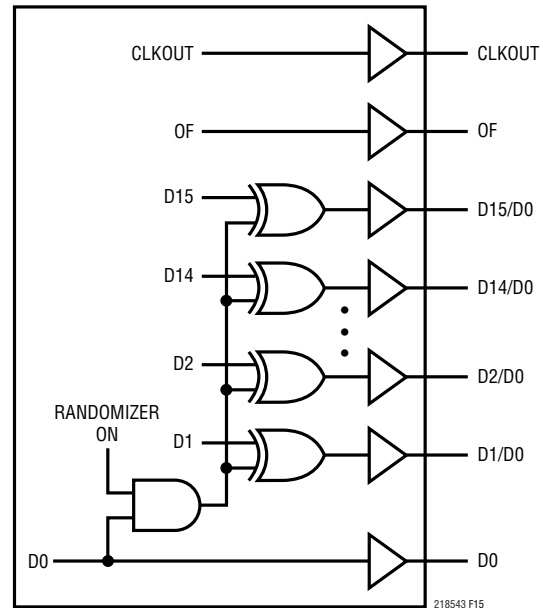 CLKOUT
CLKOUT
OF
OF
D15
D15/D0
D14
D14/D0
D2
D2/D0
RANDOMIZER
ON
D1
D1/D0
D0
D0
218543 F15